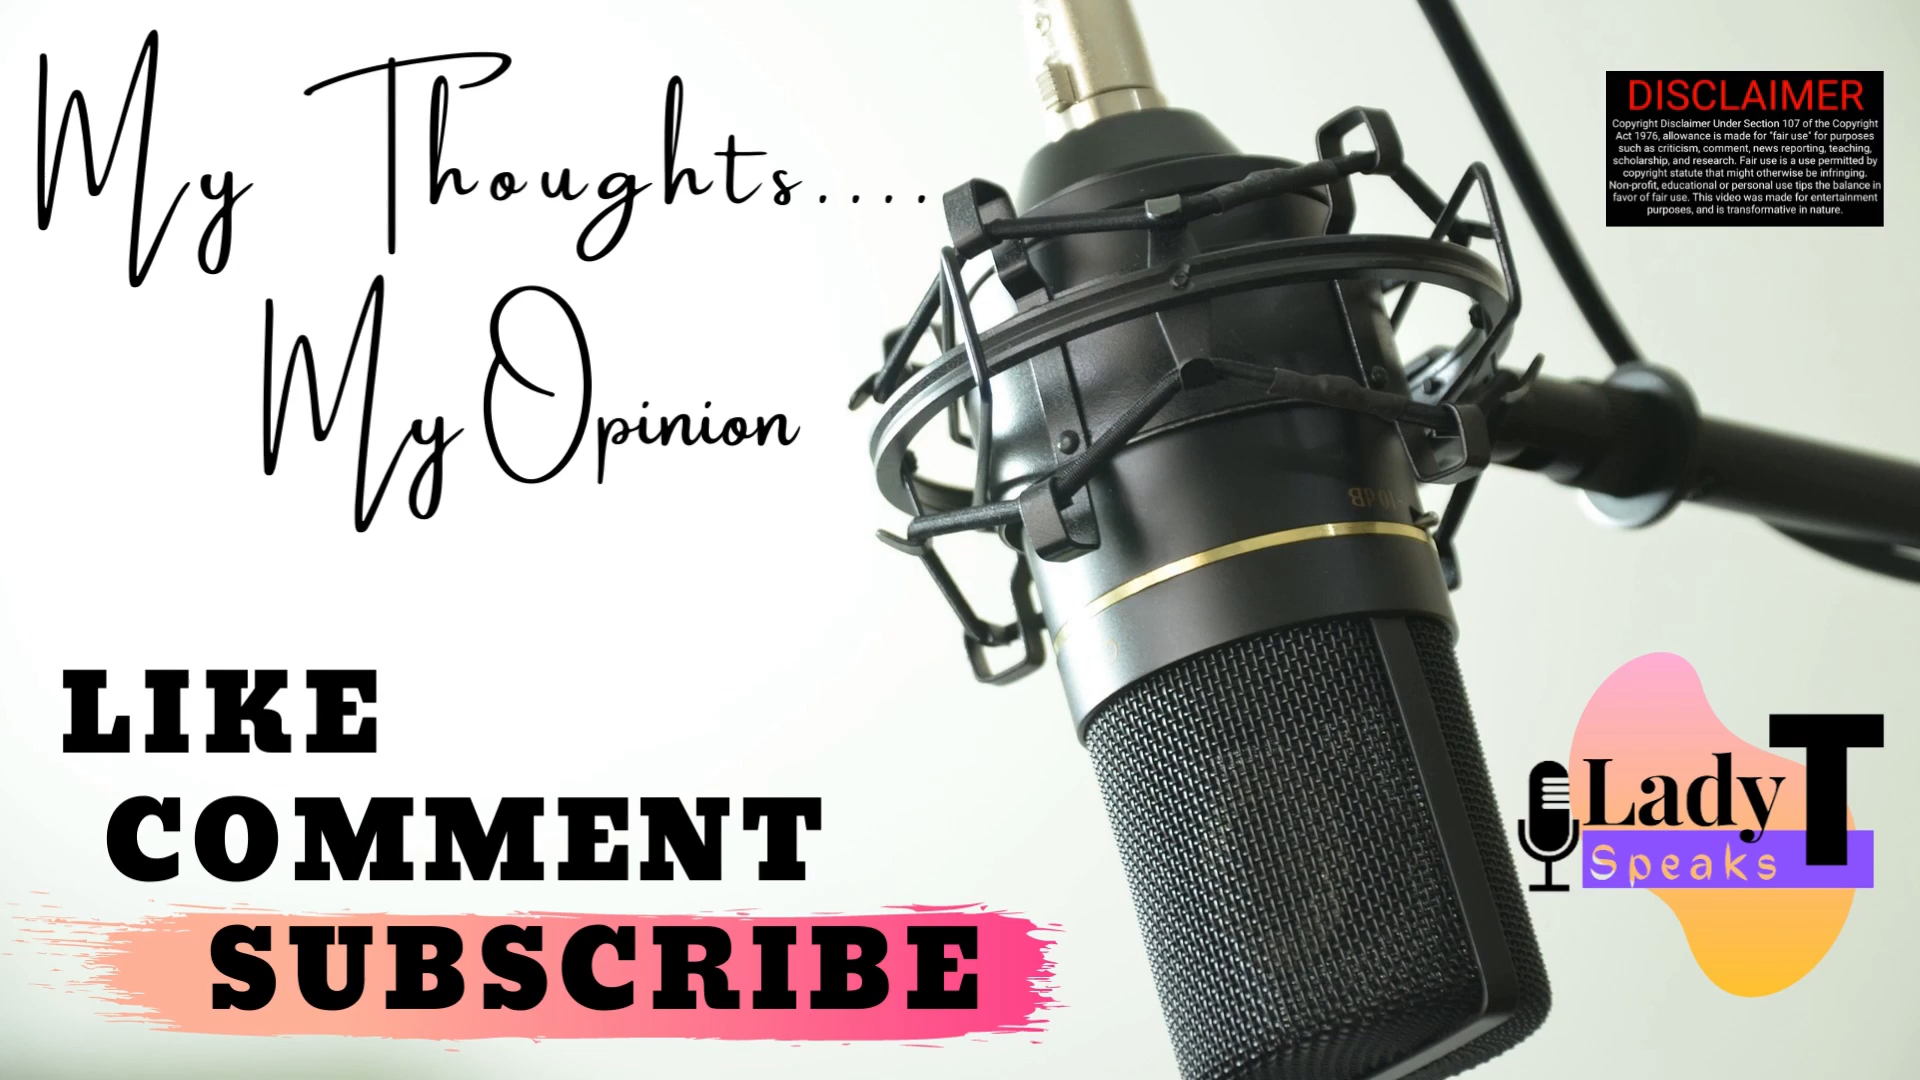 My Thoughts....
My Opinion
DISCLAIMER
Copyright Disclaimer Under Section 107 of the Copyright
Act 1976, allowance is made for "fair use" for purposes
such as criticism, comment, news reporting, teaching,
scholarship, and research. Fair use is a use permitted by
copyright statute that might otherwise be infringing.
Non-profit, educational or personal use tips the balance in
favor of fair use. This video was made for entertainment
purposes, and is transformative in nature.
-10 dB
LIKE
COMMENT
SUBSCRIBE
Lady T
Speaks